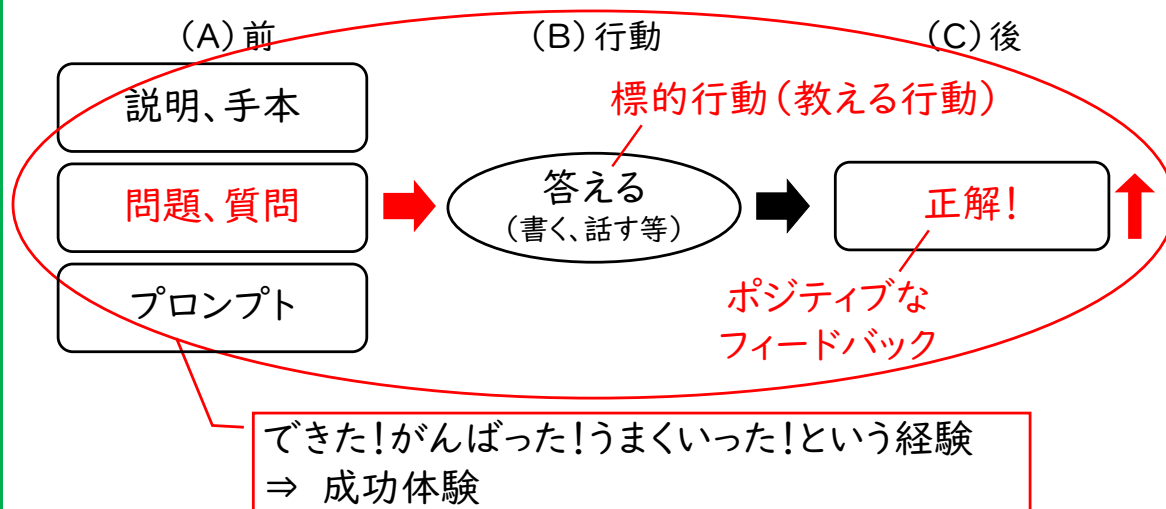 (A)前
(B)行動
(C)後
説明、手本
標的行動(教える行動)
問題、質問
答える
(書く、話す等)
正解!
プロンプト
ポジティブな
フィードバック
できた!がんばった!うまくいった!という経験
⇒ 成功体験